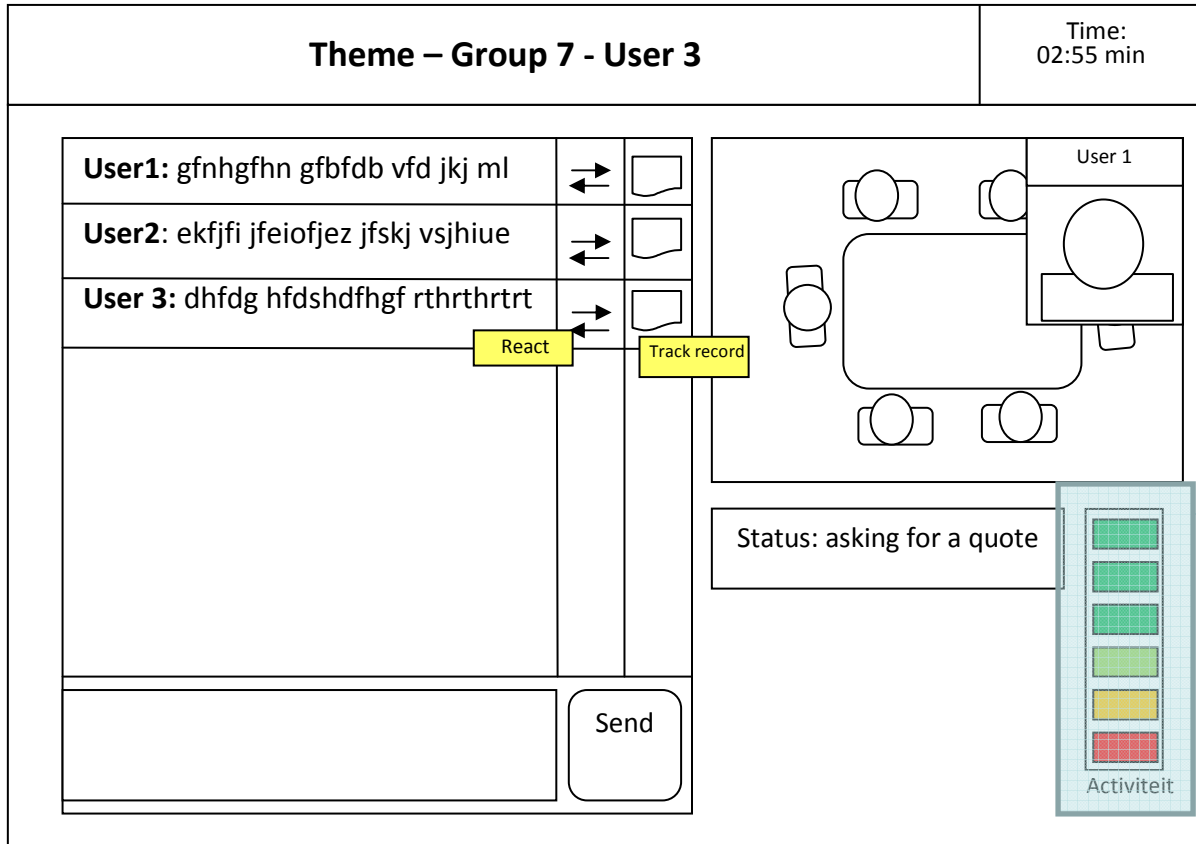 Theme – Group 7 - User 3
Time:
02:55 min
User1: gfnhgfhn gfbfdb vfd jkj ml
User2: ekfjfi jfeiofjez jfskj vsjhiue
User 3: dhfdg hfdshdfhgf rthrthrtrt
React
Track record
User 1
Status: asking for a quote
Send
Activiteit